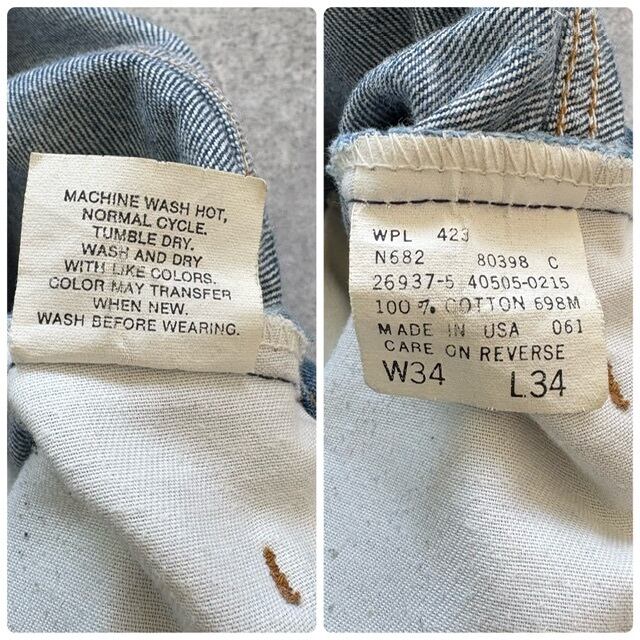 MACHINE WASH HOT,
NORMAL CYCLE.
TUMBLE DRY.
WASH AND DRY
WITH LIKE COLORS.
COLOR MAY TRANSFER
WHEN NEW.
WASH BEFORE WEARING.
WPL 423
N682 80398 C
26937-5 40505-0215
100 % COTTON 698M
MADE IN USA 061
CARE ON REVERSE
W34 L34